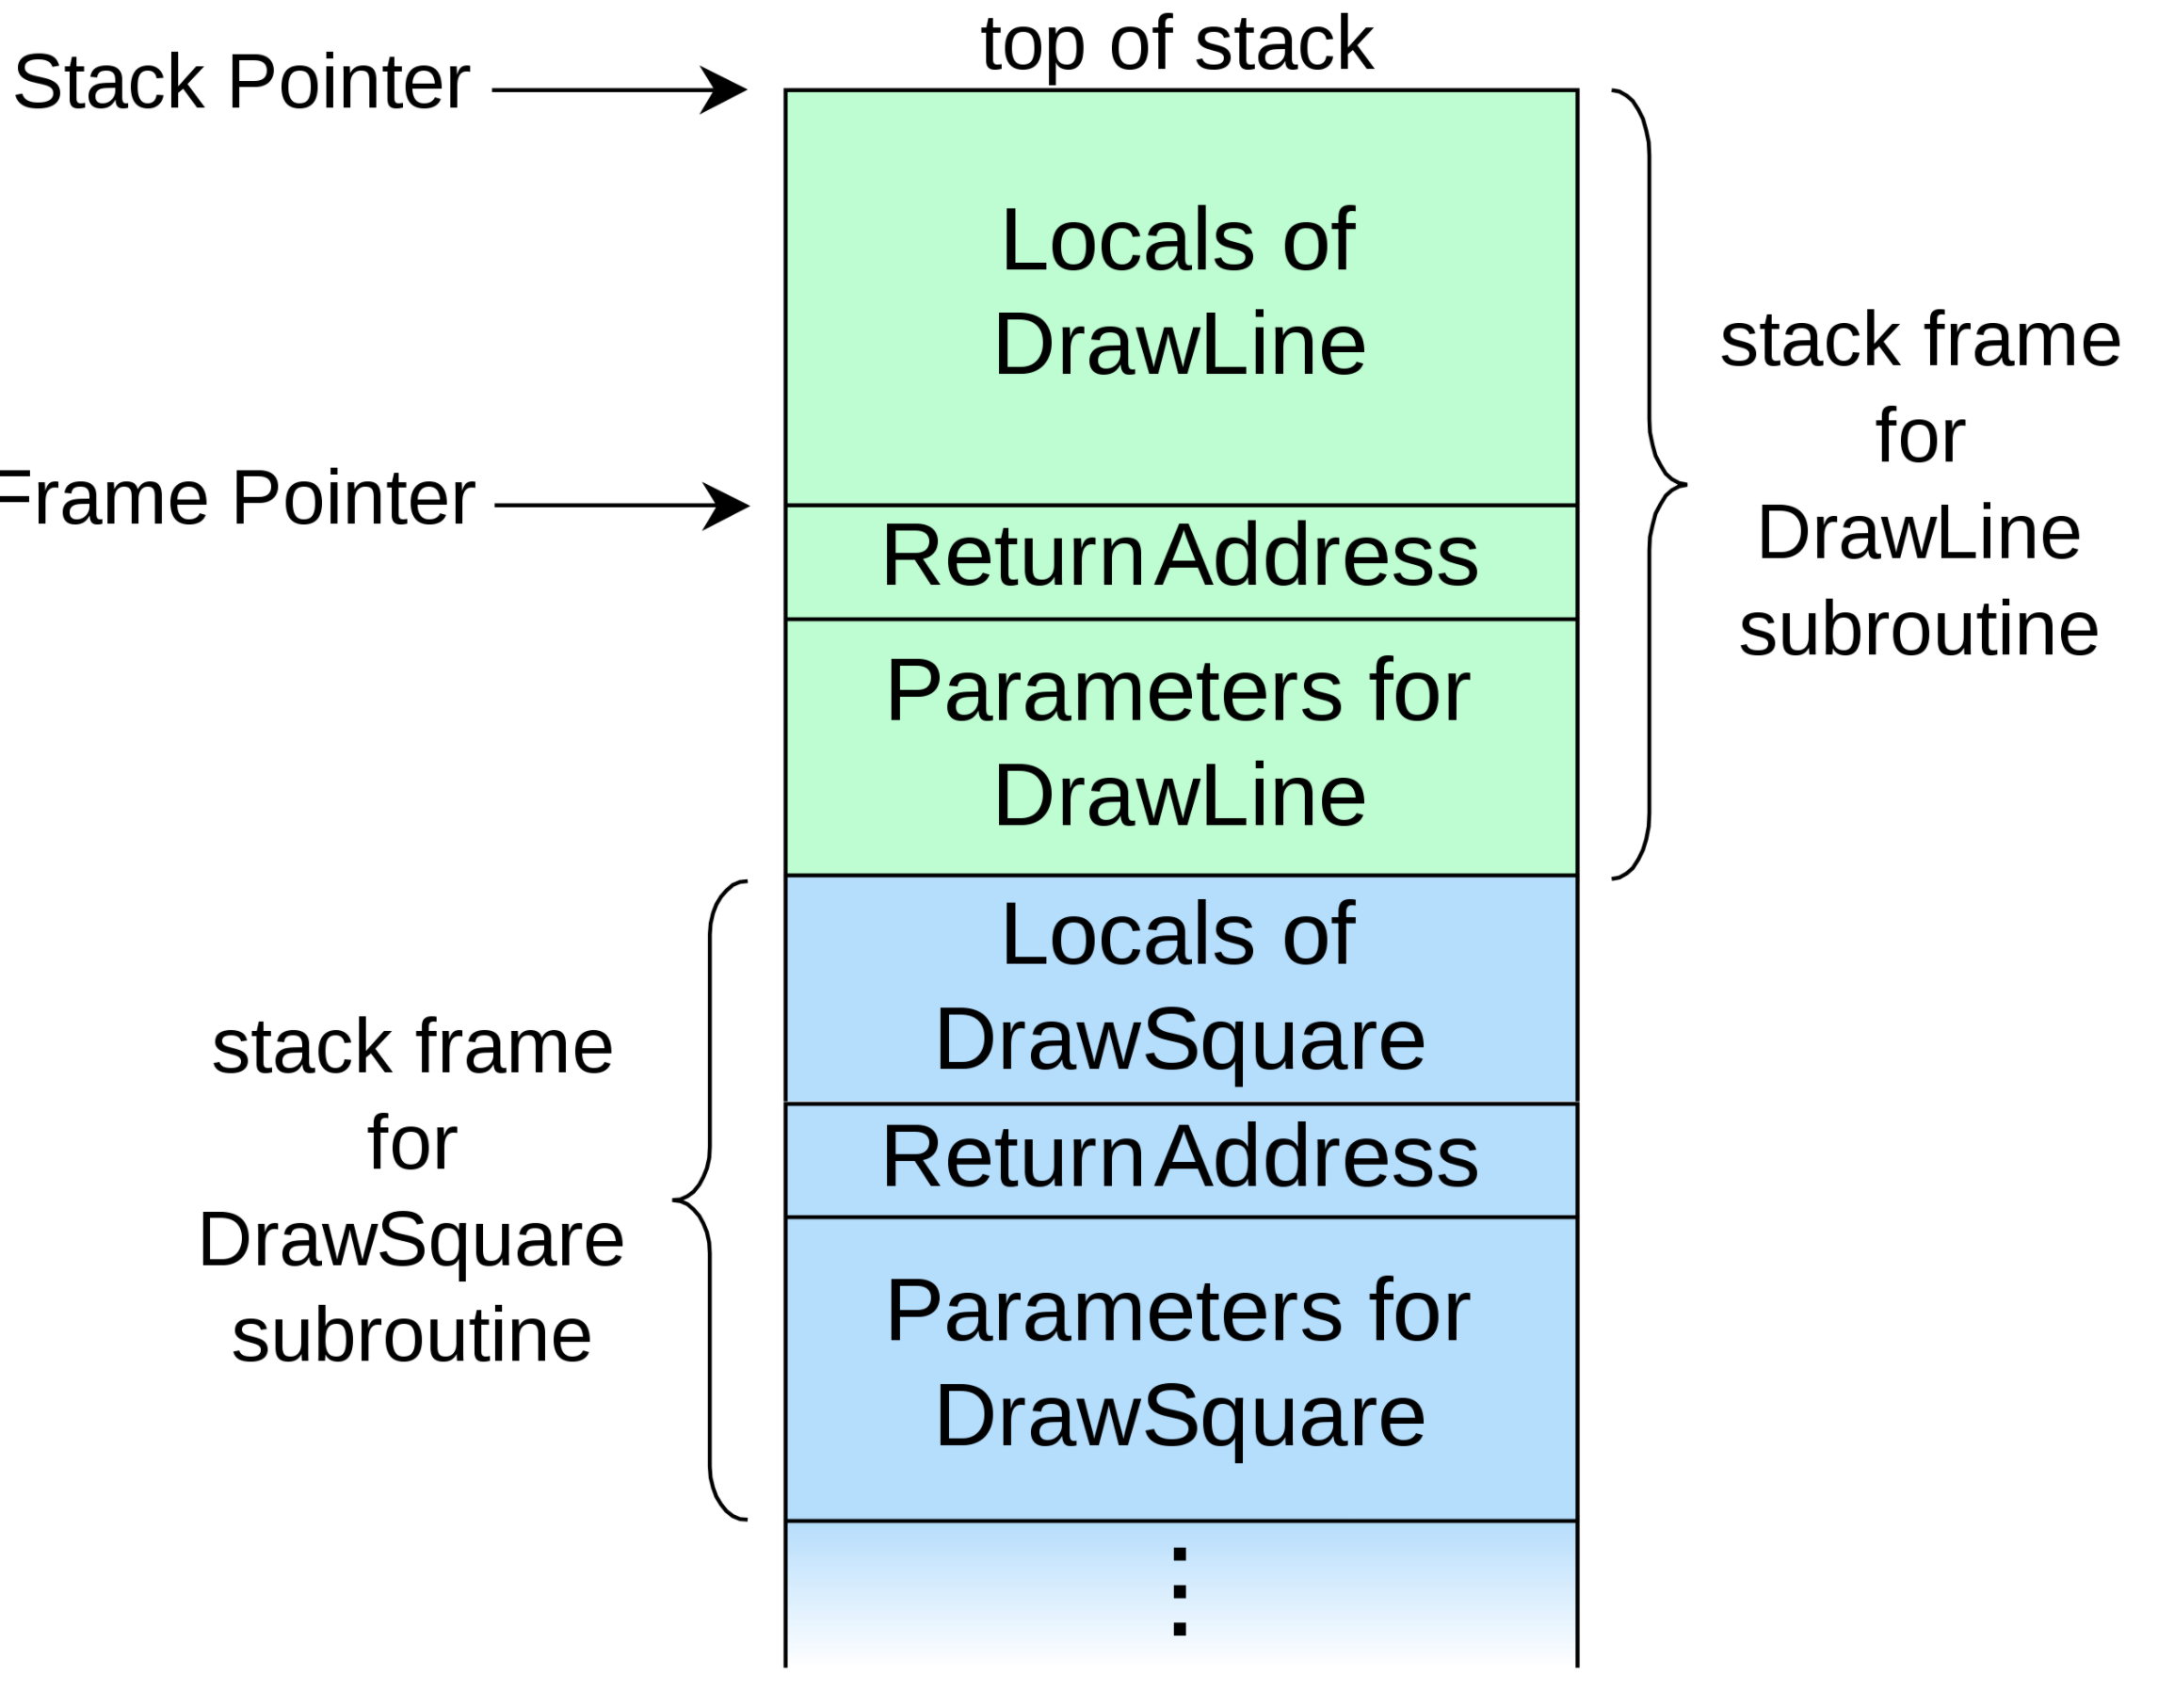 top of stack
Stack Pointer
Locals of
DrawLine
stack frame
for
DrawLine
subroutine
Frame Pointer
Return Address
Parameters for
DrawLine
Locals of
DrawSquare
stack frame
for
DrawSquare
subroutine
Return Address
Parameters for
DrawSquare